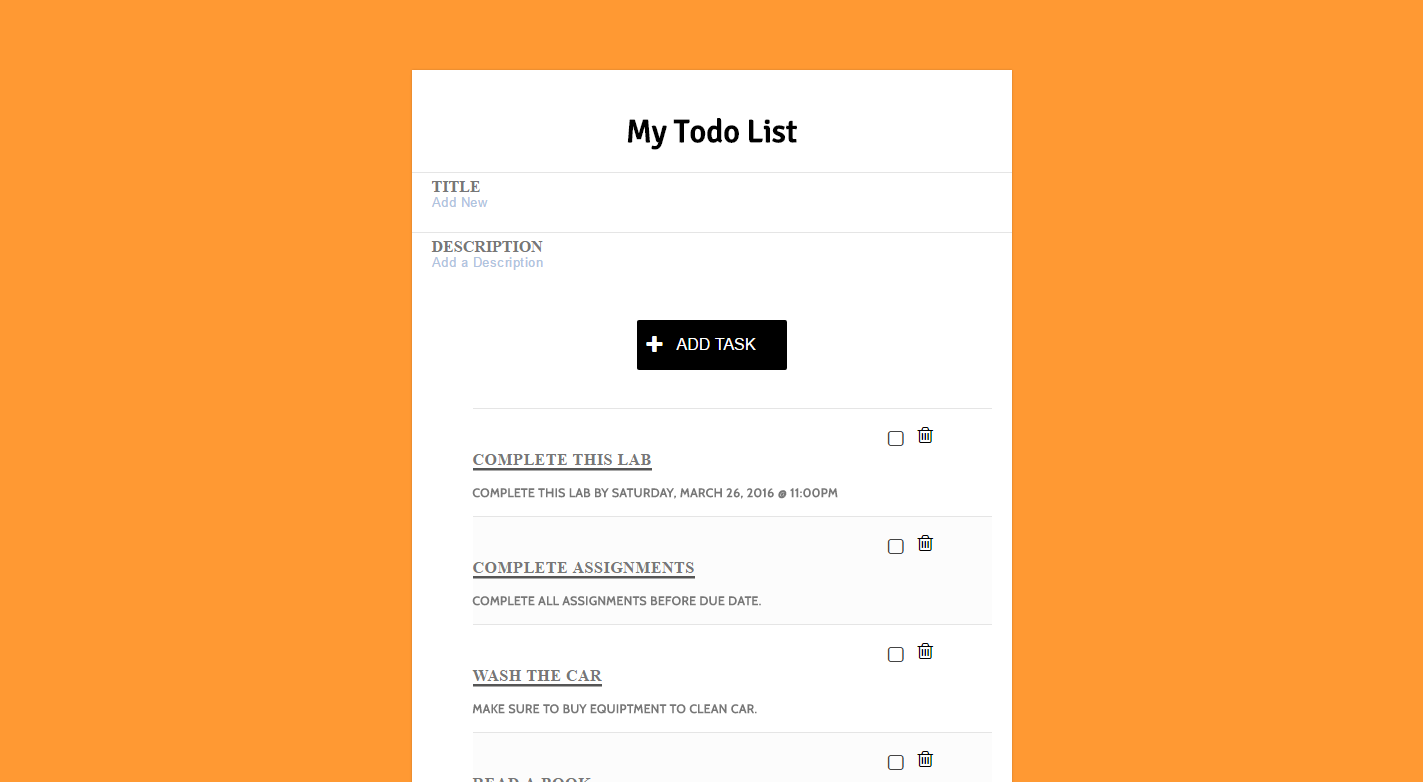 My Todo List
TITLE
Add New
DESCRIPTION
Add a Description
ADD TASK
COMPLETE THIS LAB
COMPLETE THIS LAB BY SATURDAY, MARCH 26, 2016 @ 11:00PM
COMPLETE ASSIGNMENTS
COMPLETE ALL ASSIGNMENTS BEFORE DUE DATE.
WASH THE CAR
MAKE SURE TO BUY EQUIPTMENT TO CLEAN CAR.
READ A BOOK